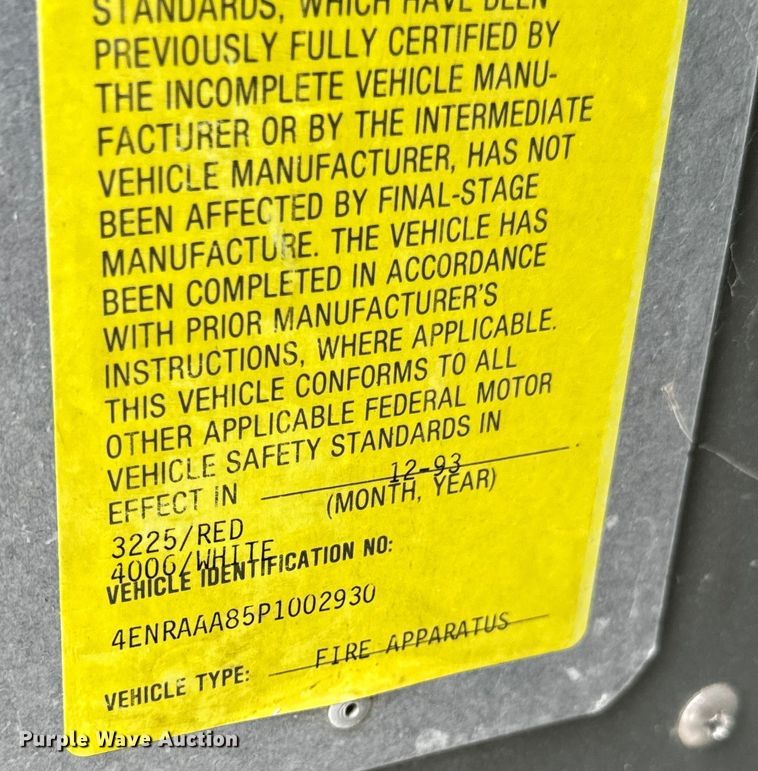 STANDARDS, WHICH HAVE BEEN
PREVIOUSLY FULLY CERTIFIED BY
THE INCOMPLETE VEHICLE MANU-
FACTURER OR BY THE INTERMEDIATE
VEHICLE MANUFACTURER, HAS NOT
BEEN AFFECTED BY FINAL-STAGE
MANUFACTURE. THE VEHICLE HAS
BEEN COMPLETED IN ACCORDANCE
WITH PRIOR MANUFACTURER'S
INSTRUCTIONS, WHERE APPLICABLE.
THIS VEHICLE CONFORMS TO ALL
OTHER APPLICABLE FEDERAL MOTOR
VEHICLE SAFETY STANDARDS IN
EFFECT IN 12-93
(MONTH, YEAR)
3225/RED
4006/WHITE
VEHICLE IDENTIFICATION NO:
4ENRAAA85P1002930
VEHICLE TYPE: FIRE APPARATUS
Purple Wave Auction